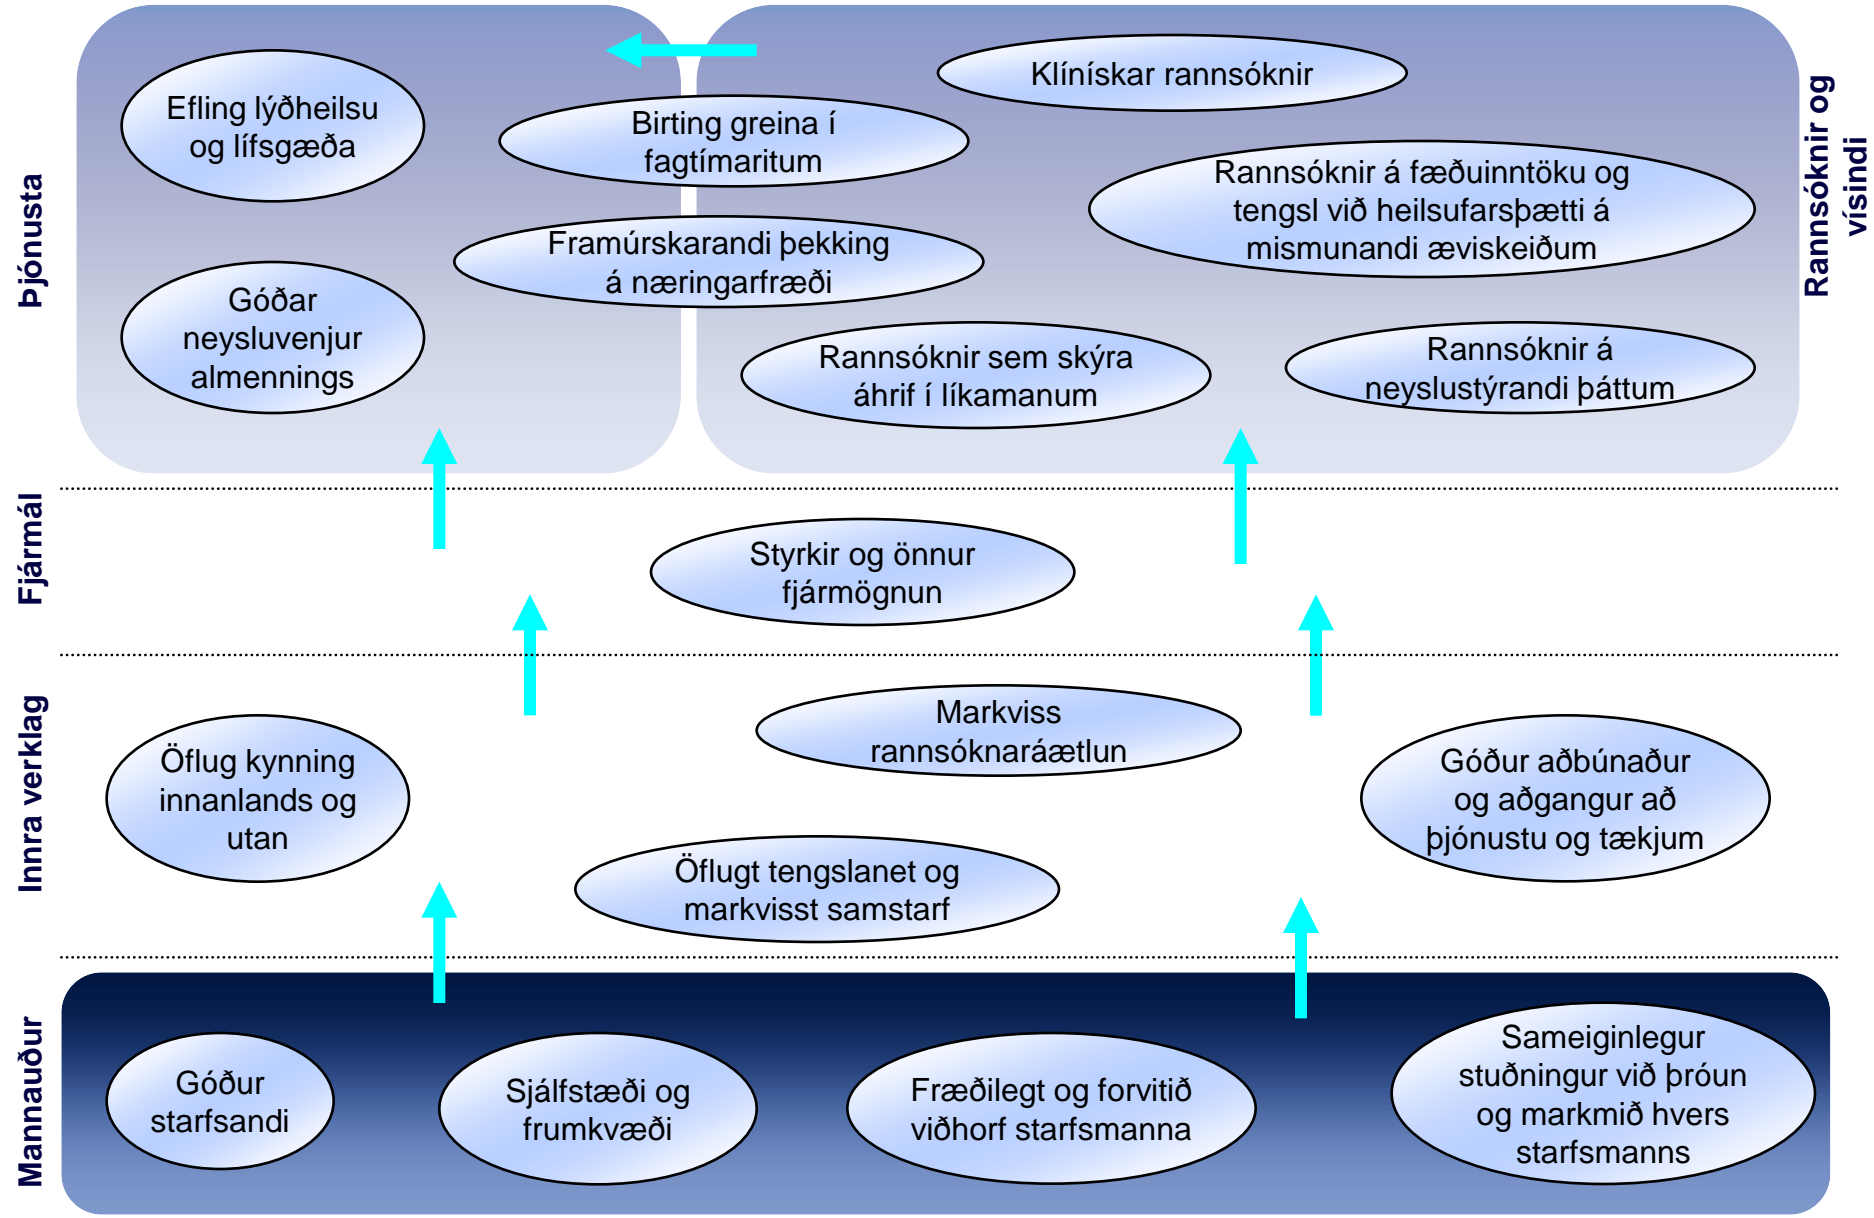 Þjónusta
Efling lýðheilsu
og lífsgæða
Góðar
neysluvenjur
almennings
Birting greina í
fagtímaritum
Framúrskarandi þekking
á næringarfræði
Klínískar rannsóknir
Rannsóknir á fæðuinntöku og
tengsl við heilsufarsþætti á
mismunandi æviskeiðum
Rannsóknir sem skýra
áhrif í líkamanum
Rannsóknir á
neyslustýrandi þáttum
Rannsóknir og
vísindi
Fjármál
Styrkir og önnur
fjármögnun
Innra verklag
Öflug kynning
innanlands og
utan
Markviss
rannsóknaráætlun
Öflugt tengslanet og
markvisst samstarf
Góður aðbúnaður
og aðgangur að
þjónustu og tækjum
Mannauður
Góður
starfsandi
Sjálfstæði og
frumkvæði
Fræðilegt og forvitið
viðhorf starfsmanna
Sameiginlegur
stuðningur við þróun
og markmið hvers
starfsmanns